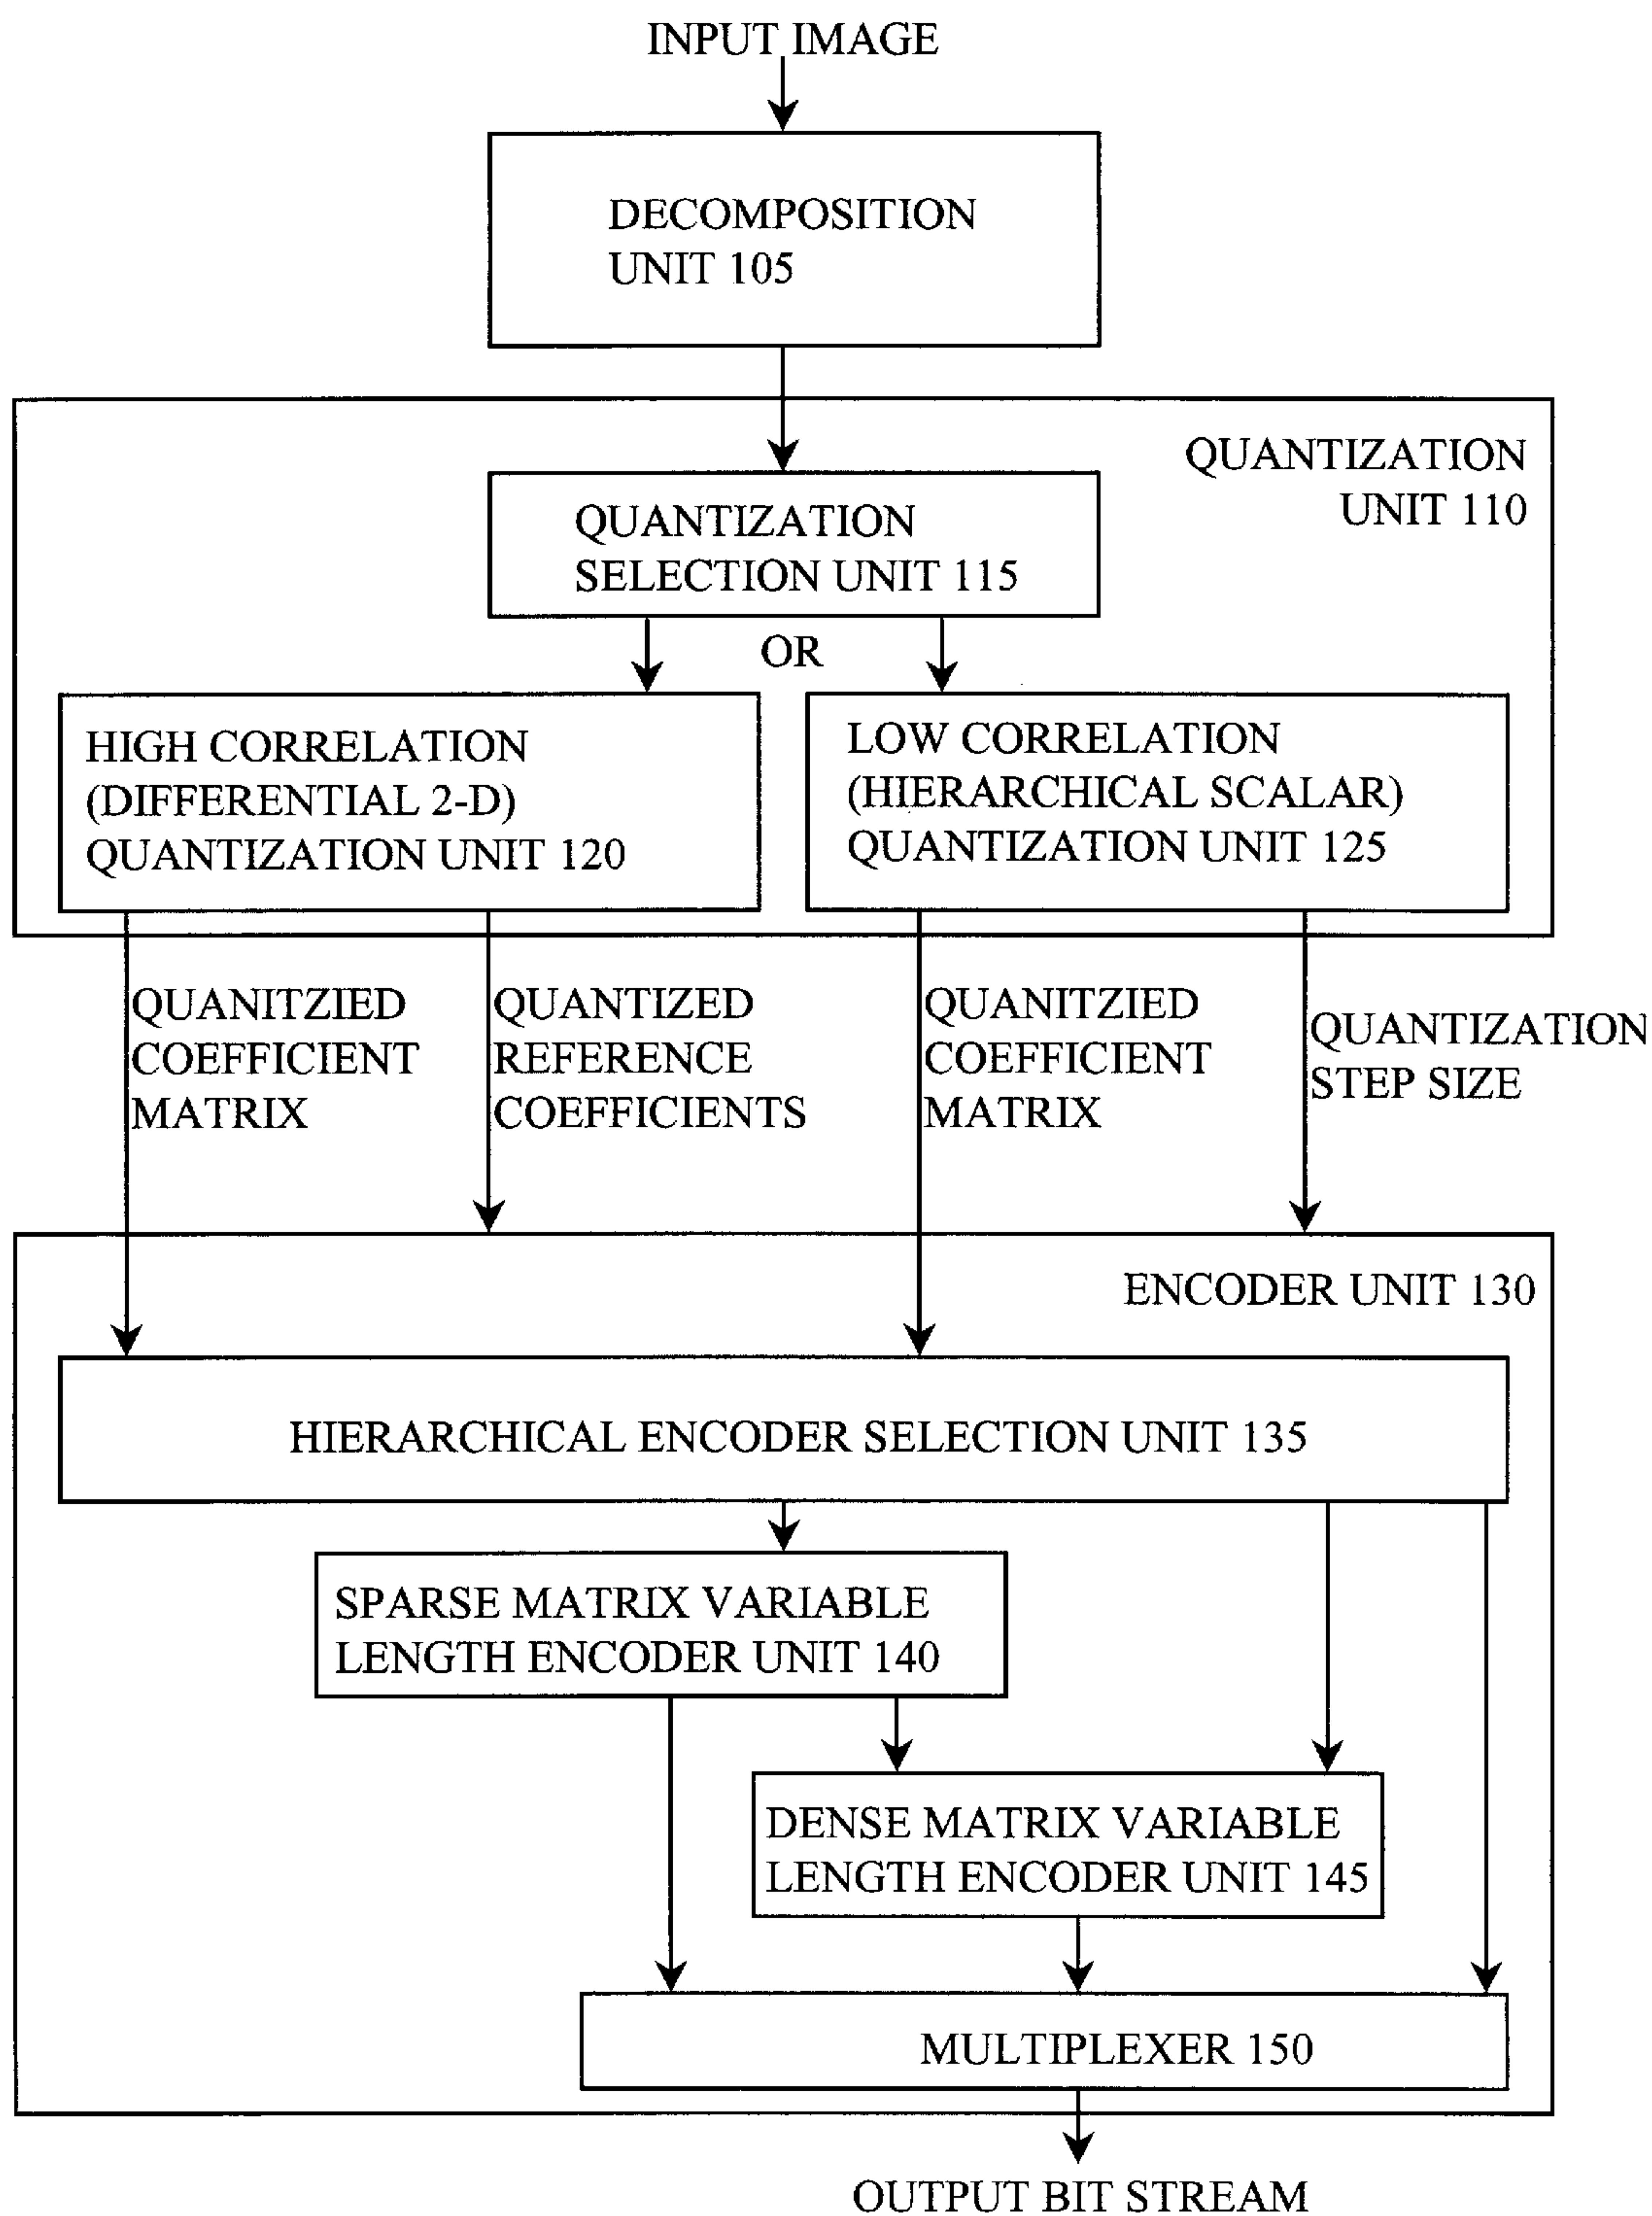 INPUT IMAGE
DECOMPOSITION
UNIT 105
QUANTIZATION
UNIT 110
QUANTIZATION
SELECTION UNIT 115
OR
HIGH CORRELATION
(DIFFERENTIAL 2-D)
QUANTIZATION UNIT 120
LOW CORRELATION
(HIERARCHICAL SCALAR)
QUANTIZATION UNIT 125
QUANITZIED
COEFFICIENT
MATRIX
QUANTIZED
REFERENCE
COEFFICIENTS
QUANITZIED
COEFFICIENT
MATRIX
QUANTIZATION
STEP SIZE
ENCODER UNIT 130
HIERARCHICAL ENCODER SELECTION UNIT 135
SPARSE MATRIX VARIABLE
LENGTH ENCODER UNIT 140
DENSE MATRIX VARIABLE
LENGTH ENCODER UNIT 145
MULTIPLEXER 150
OUTPUT BIT STREAM